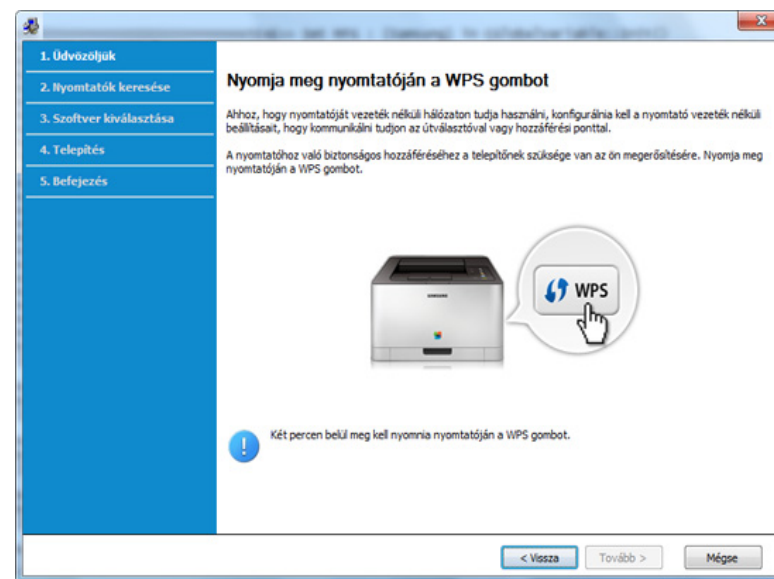 1. Üdvözöljük
2. Nyomtatók keresése
3. Szoftver kiválasztása
4. Telepítés
5. Befejezés
Nyomja meg nyomtatóján a WPS gombot
Ahhoz, hogy nyomtatóját vezeték nélküli hálózaton tudja használni, konfigurálnia kell a nyomtató vezeték nélküli
beállításait, hogy kommunikálni tudjon az útválasztóval vagy hozzáférési ponttal.
A nyomtatóhoz való biztonságos hozzáféréséhez a telepítőnek szüksége van az ön megerősítésére. Nyomja meg
nyomtatóján a WPS gombot.
SAMSUNG
WPS
Két percen belül meg kell nyomnia nyomtatóján a WPS gombot.
< Vissza
Tovább >
Mégse